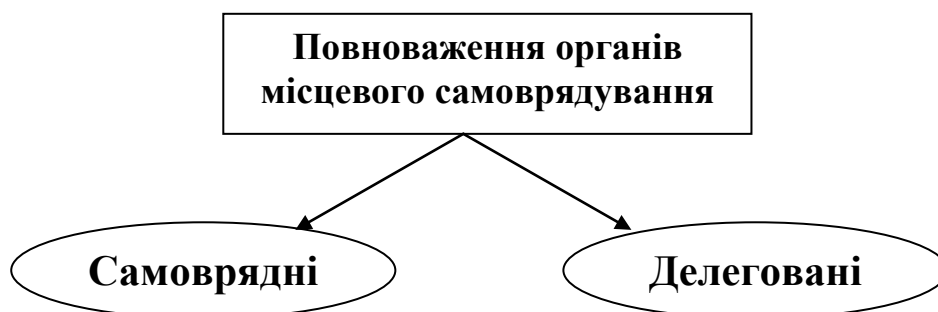 Повноваження органів
місцевого самоврядування
Самоврядні
Делеговані